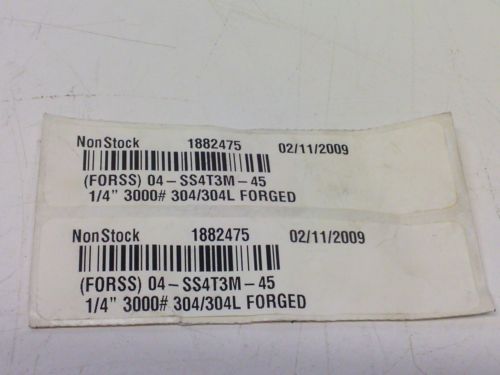 NonStock 1882475 02/11/2009
(FORSS) 04-SS4T3M-45
1/4" 3000# 304/304L FORGED
NonStock 1882475 02/11/2009
(FORSS) 04-SS4T3M-45
1/4" 3000# 304/304L FORGED